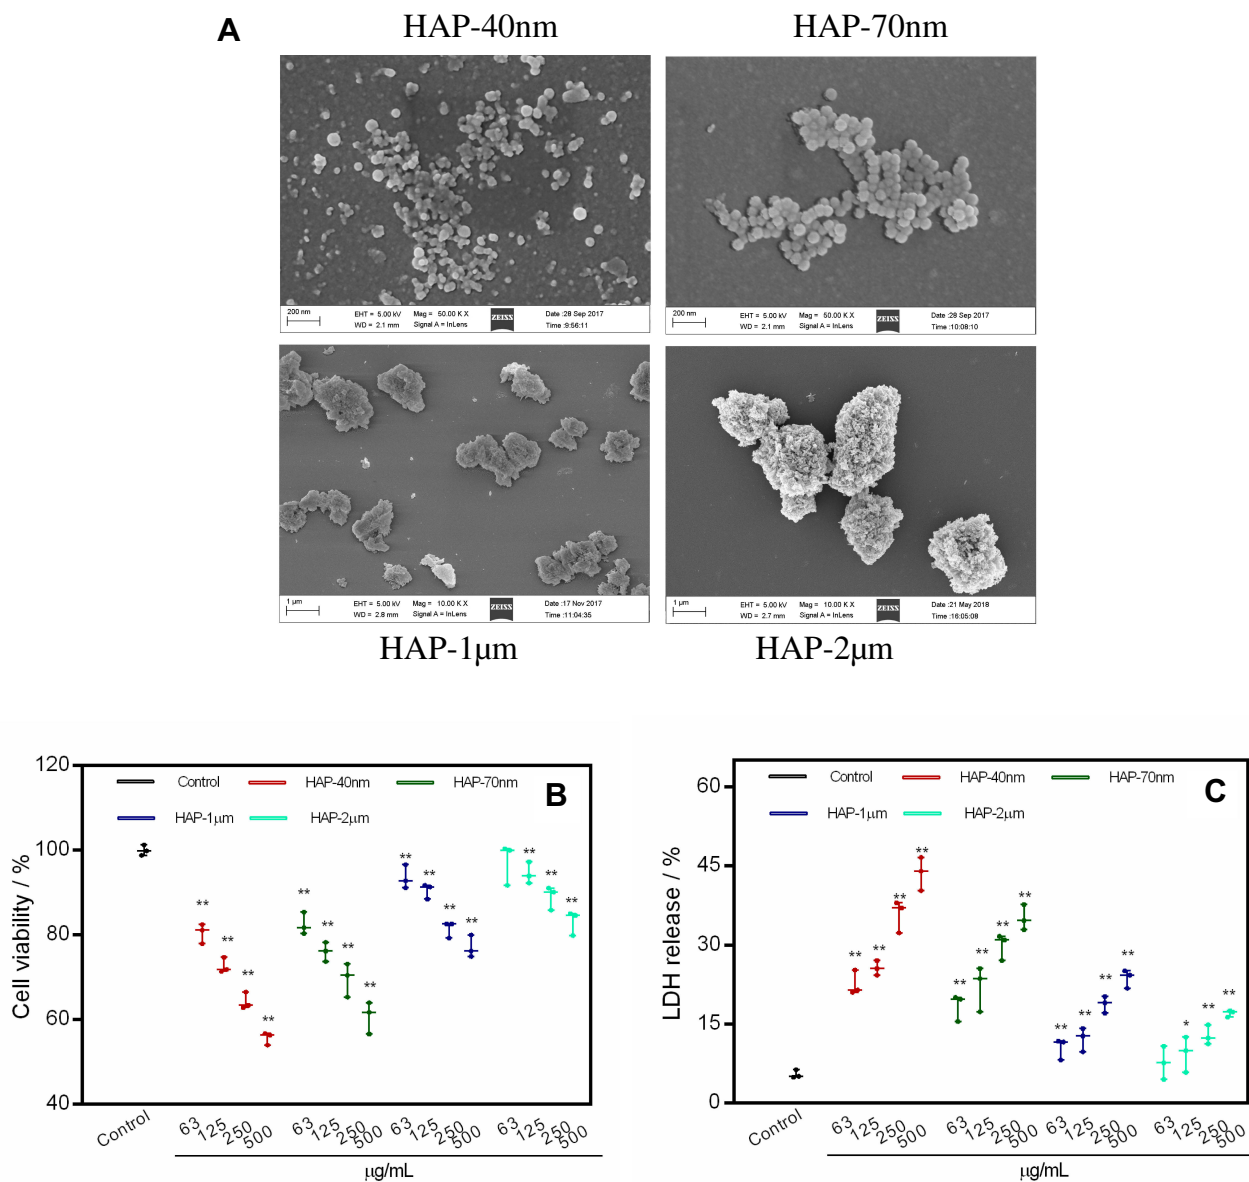 A
HAP-40nm
HAP-70nm
200 nm
EHT = 5.00 kV
Mag = 50.00 K X
WD = 2.1 mm
Signal A = InLens
ZEISS
Date :28 Sep 2017
Time :9:56:11
200 nm
EHT = 5.00 kV
Mag = 50.00 K X
WD = 2.1 mm
Signal A = InLens
ZEISS
Date :28 Sep 2017
Time :10:08:10
1 µm
EHT = 5.00 kV
Mag = 10.00 K X
WD = 2.8 mm
Signal A = InLens
ZEISS
Date :17 Nov 2017
Time :11:04:35
1 µm
EHT = 5.00 kV
Mag = 10.00 K X
WD = 2.7 mm
Signal A = InLens
ZEISS
Date :21 May 2018
Time :16:05:08
HAP-1µm
HAP-2µm
B
Cell viability / %
120
100
80
60
40
Control
HAP-40nm
HAP-70nm
HAP-1µm
HAP-2µm
** ** ** **
** ** ** **
** ** ** **
** ** **
Control
63 125 250 500
63 125 250 500
63 125 250 500
63 125 250 500
µg/mL
C
LDH release / %
60
45
30
15
0
Control
HAP-40nm
HAP-70nm
HAP-1µm
HAP-2µm
** ** ** **
** ** ** **
** ** ** **
* ** **
Control
63 125 250 500
63 125 250 500
63 125 250 500
63 125 250 500
µg/mL